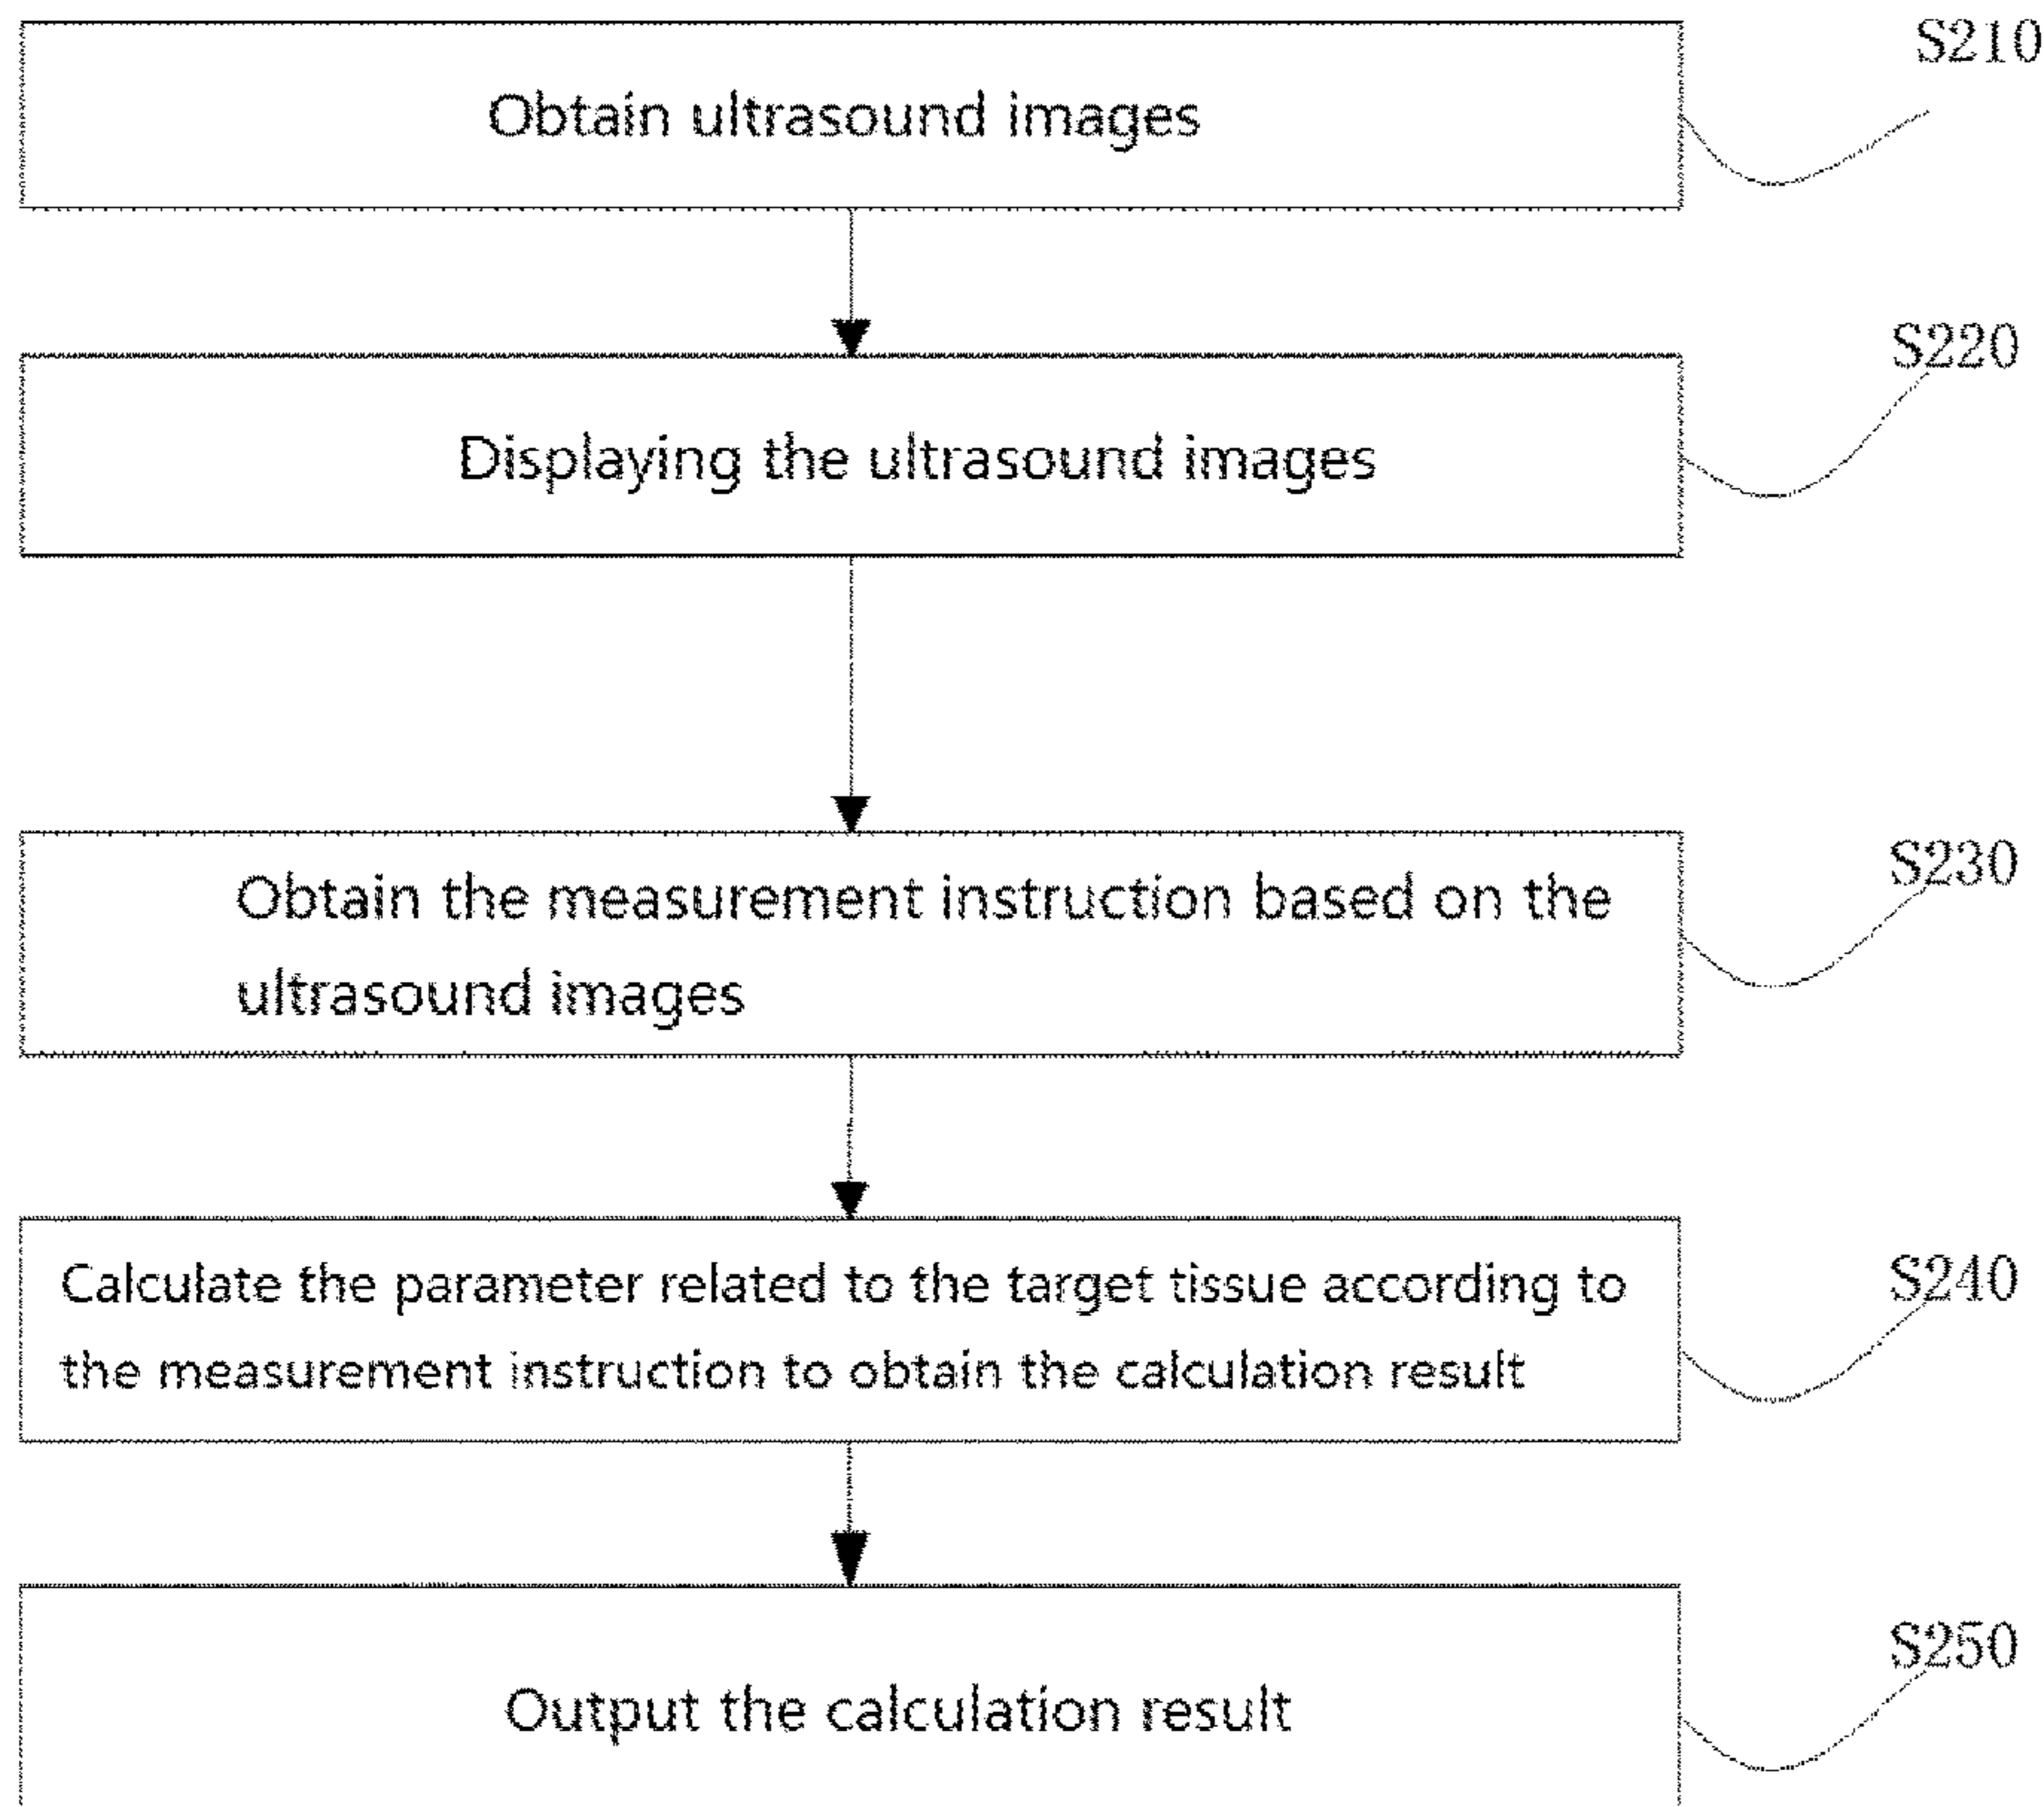 S210
Obtain ultrasound images
S220
Displaying the ultrasound images
S230
Obtain the measurement instruction based on the
ultrasound images
S240
Calculate the parameter related to the target tissue according to
the measurement instruction to obtain the calculation result
S250
Output the calculation result